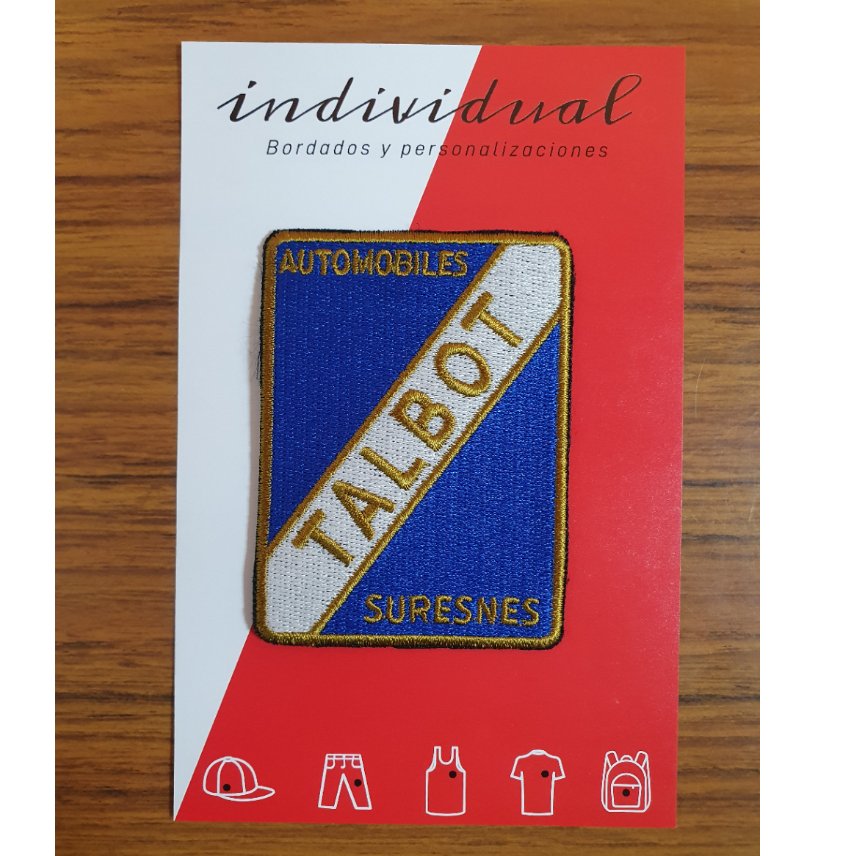 individual
Bordados y personalizaciones
AUTOMOBILES
TALBOT
SURESNES